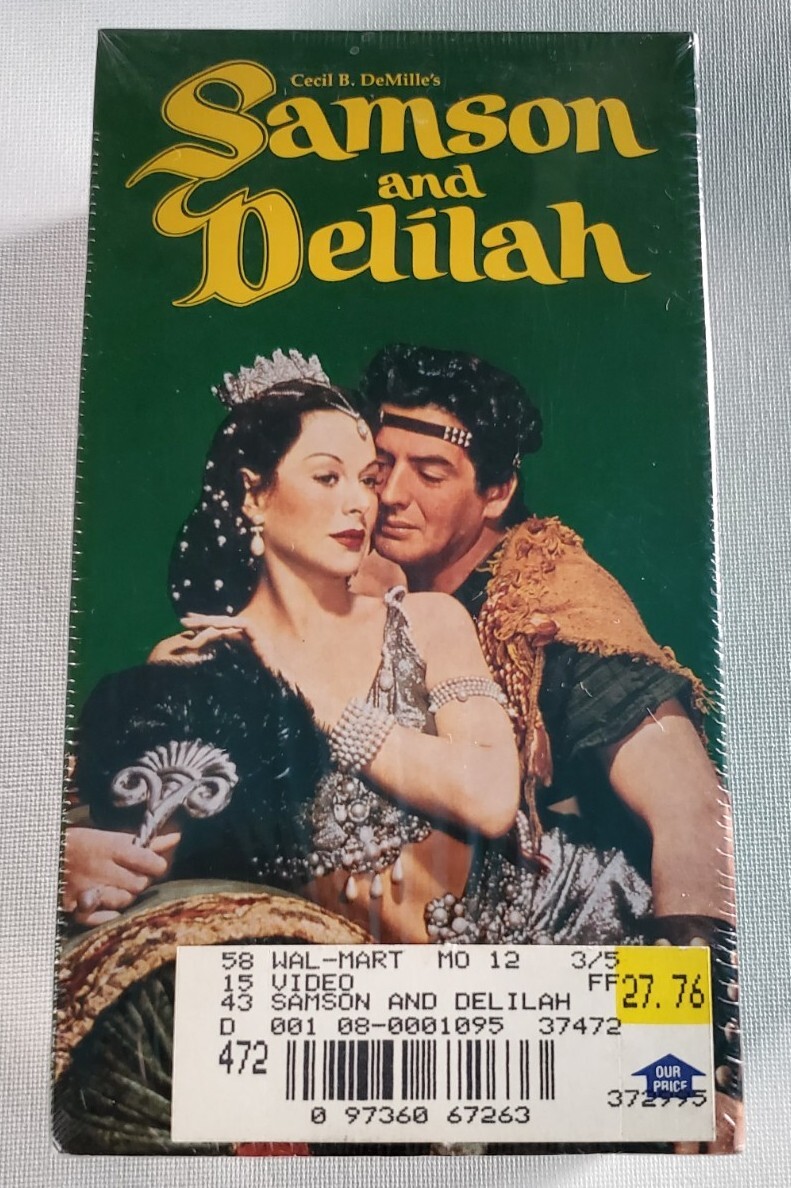 Cecil B. DeMille's
Samson
and
Delilah
58 WAL-MART MO 12 3/5
15 VIDEO FF
43 SAMSON AND DELILAH
D 001 08-0001095 37472
27.76
472
OUR
PRICE
0 97360 67263